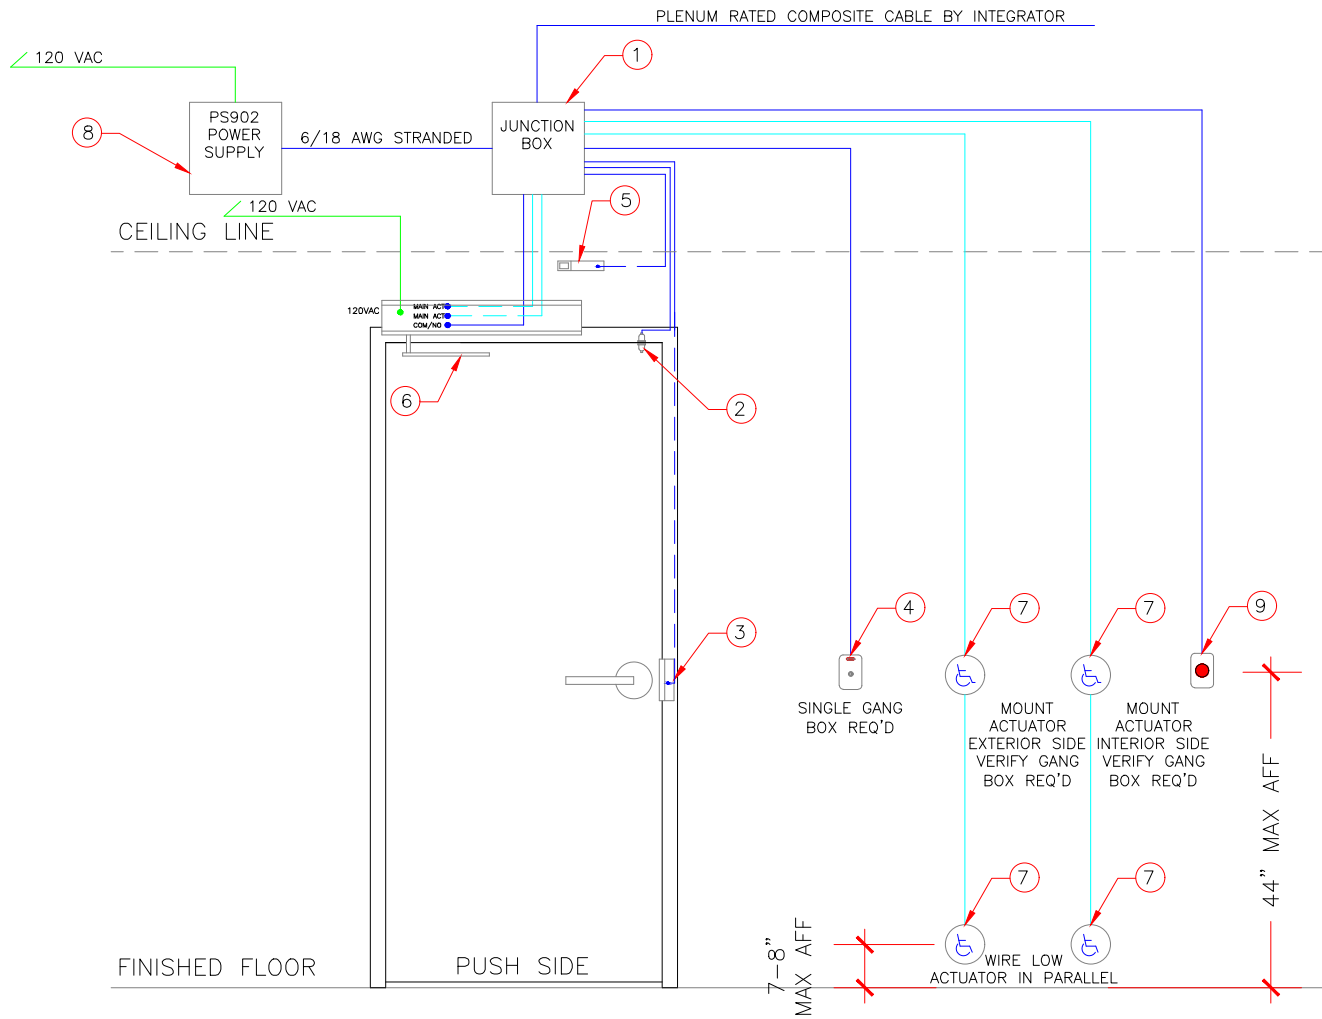 PLENUM RATED COMPOSITE CABLE BY INTEGRATOR
120 VAC
1
PS902
POWER
SUPPLY
8
6/18 AWG STRANDED
JUNCTION
BOX
120 VAC
5
CEILING LINE
120VAC
MAIN ACT
MAIN ACT
COM/NO
6
2
4
7
7
9
3
SINGLE GANG
BOX REQ'D
MOUNT
ACTUATOR
EXTERIOR SIDE
VERIFY GANG
BOX REQ'D
MOUNT
ACTUATOR
INTERIOR SIDE
VERIFY GANG
BOX REQ'D
44" MAX AFF
7
7
7-8"
MAX AFF
WIRE LOW
ACTUATOR IN PARALLEL
FINISHED FLOOR
PUSH SIDE